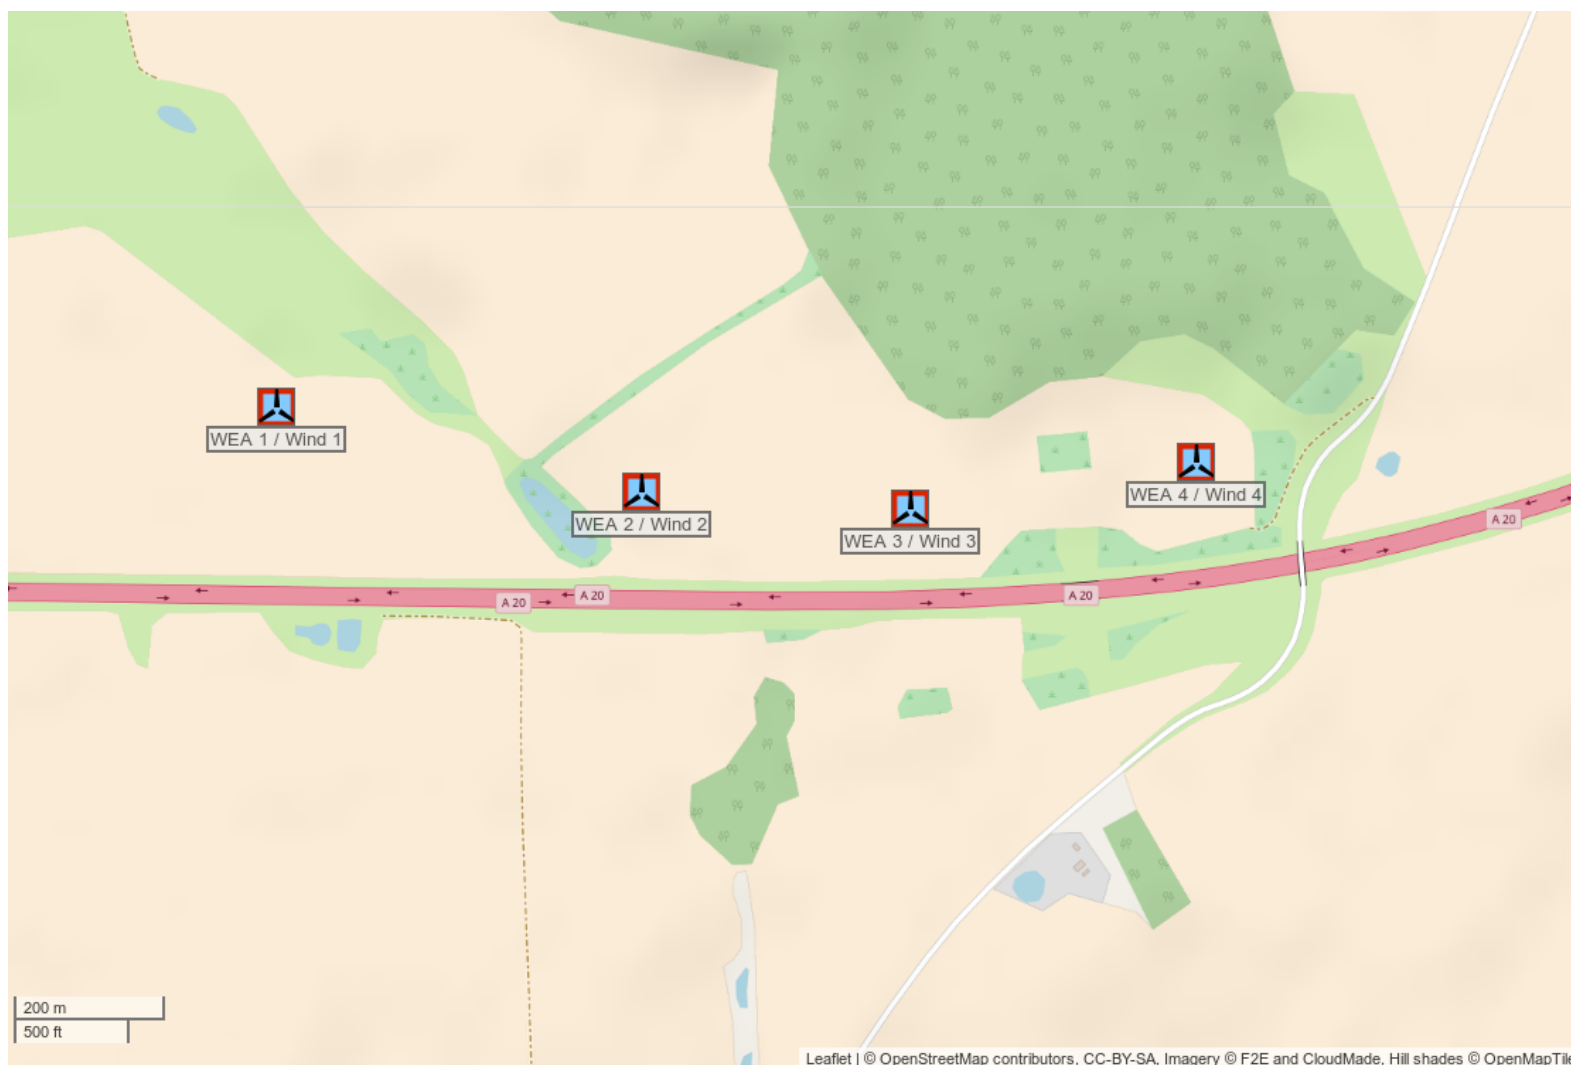 WEA 1 / Wind 1
WEA 4 / Wind 4
WEA 2 / Wind 2
WEA 3 / Wind 3
A 20
A 20
A 20
A 20
200 m
500 ft
Leaflet | © OpenStreetMap contributors, CC-BY-SA, Imagery © F2E and CloudMade, Hill shades © OpenMapTile